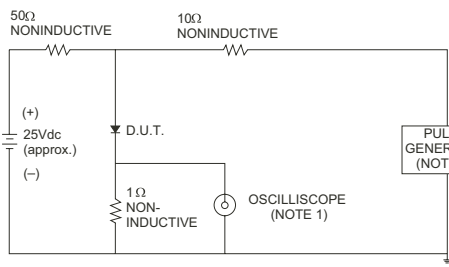 50Ω
NONINDUCTIVE
10Ω
NONINDUCTIVE
(+)
25Vdc
(approx.)
(–)
D.U.T.
1Ω
NON-
INDUCTIVE
OSCILLISCOPE
(NOTE 1)
PUL
GENER
(NOT